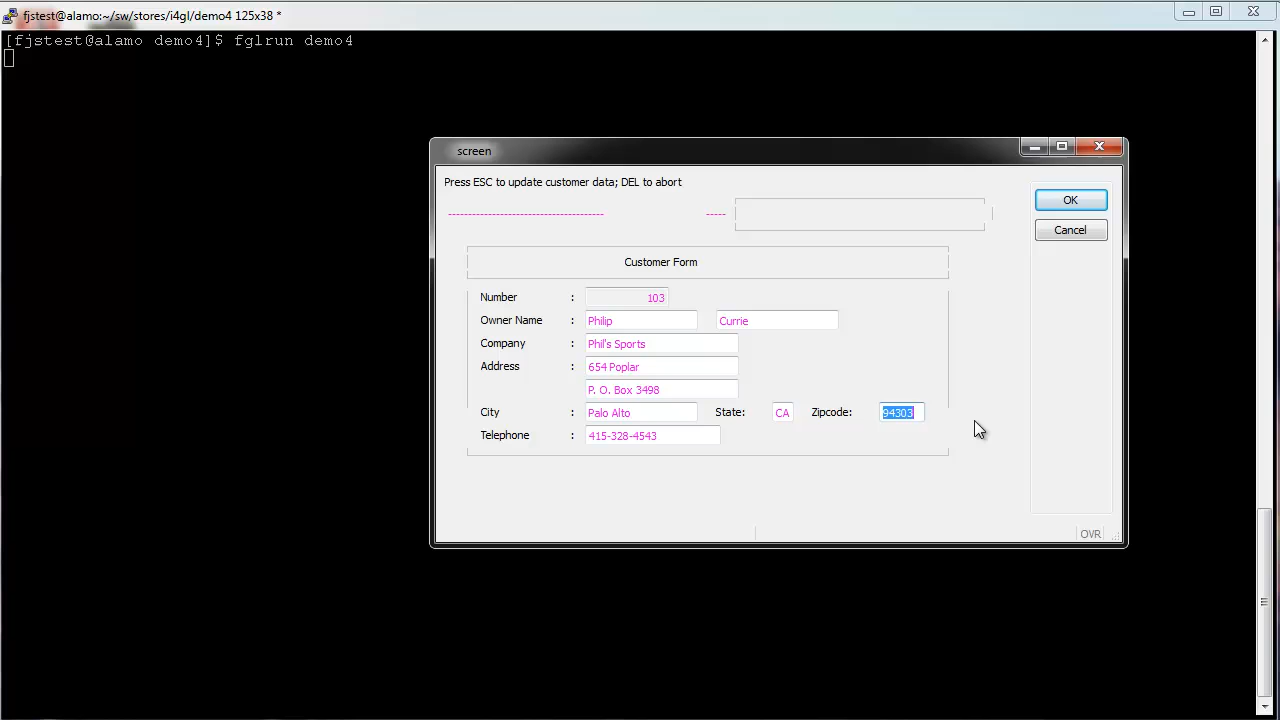 fjstest@alamo:~/sw/stores/i4gl/demo4 125x38 *
[fjstest@alamo demo4]$ fglrun demo4
screen
Press ESC to update customer data; DEL to abort
OK
--------------------------------------- -----
Cancel
Customer Form
Number : 103
Owner Name : Philip Currie
Company : Phil's Sports
Address : 654 Poplar
P. O. Box 3498
City : Palo Alto State: CA Zipcode: 94303
Telephone : 415-328-4543
OVR